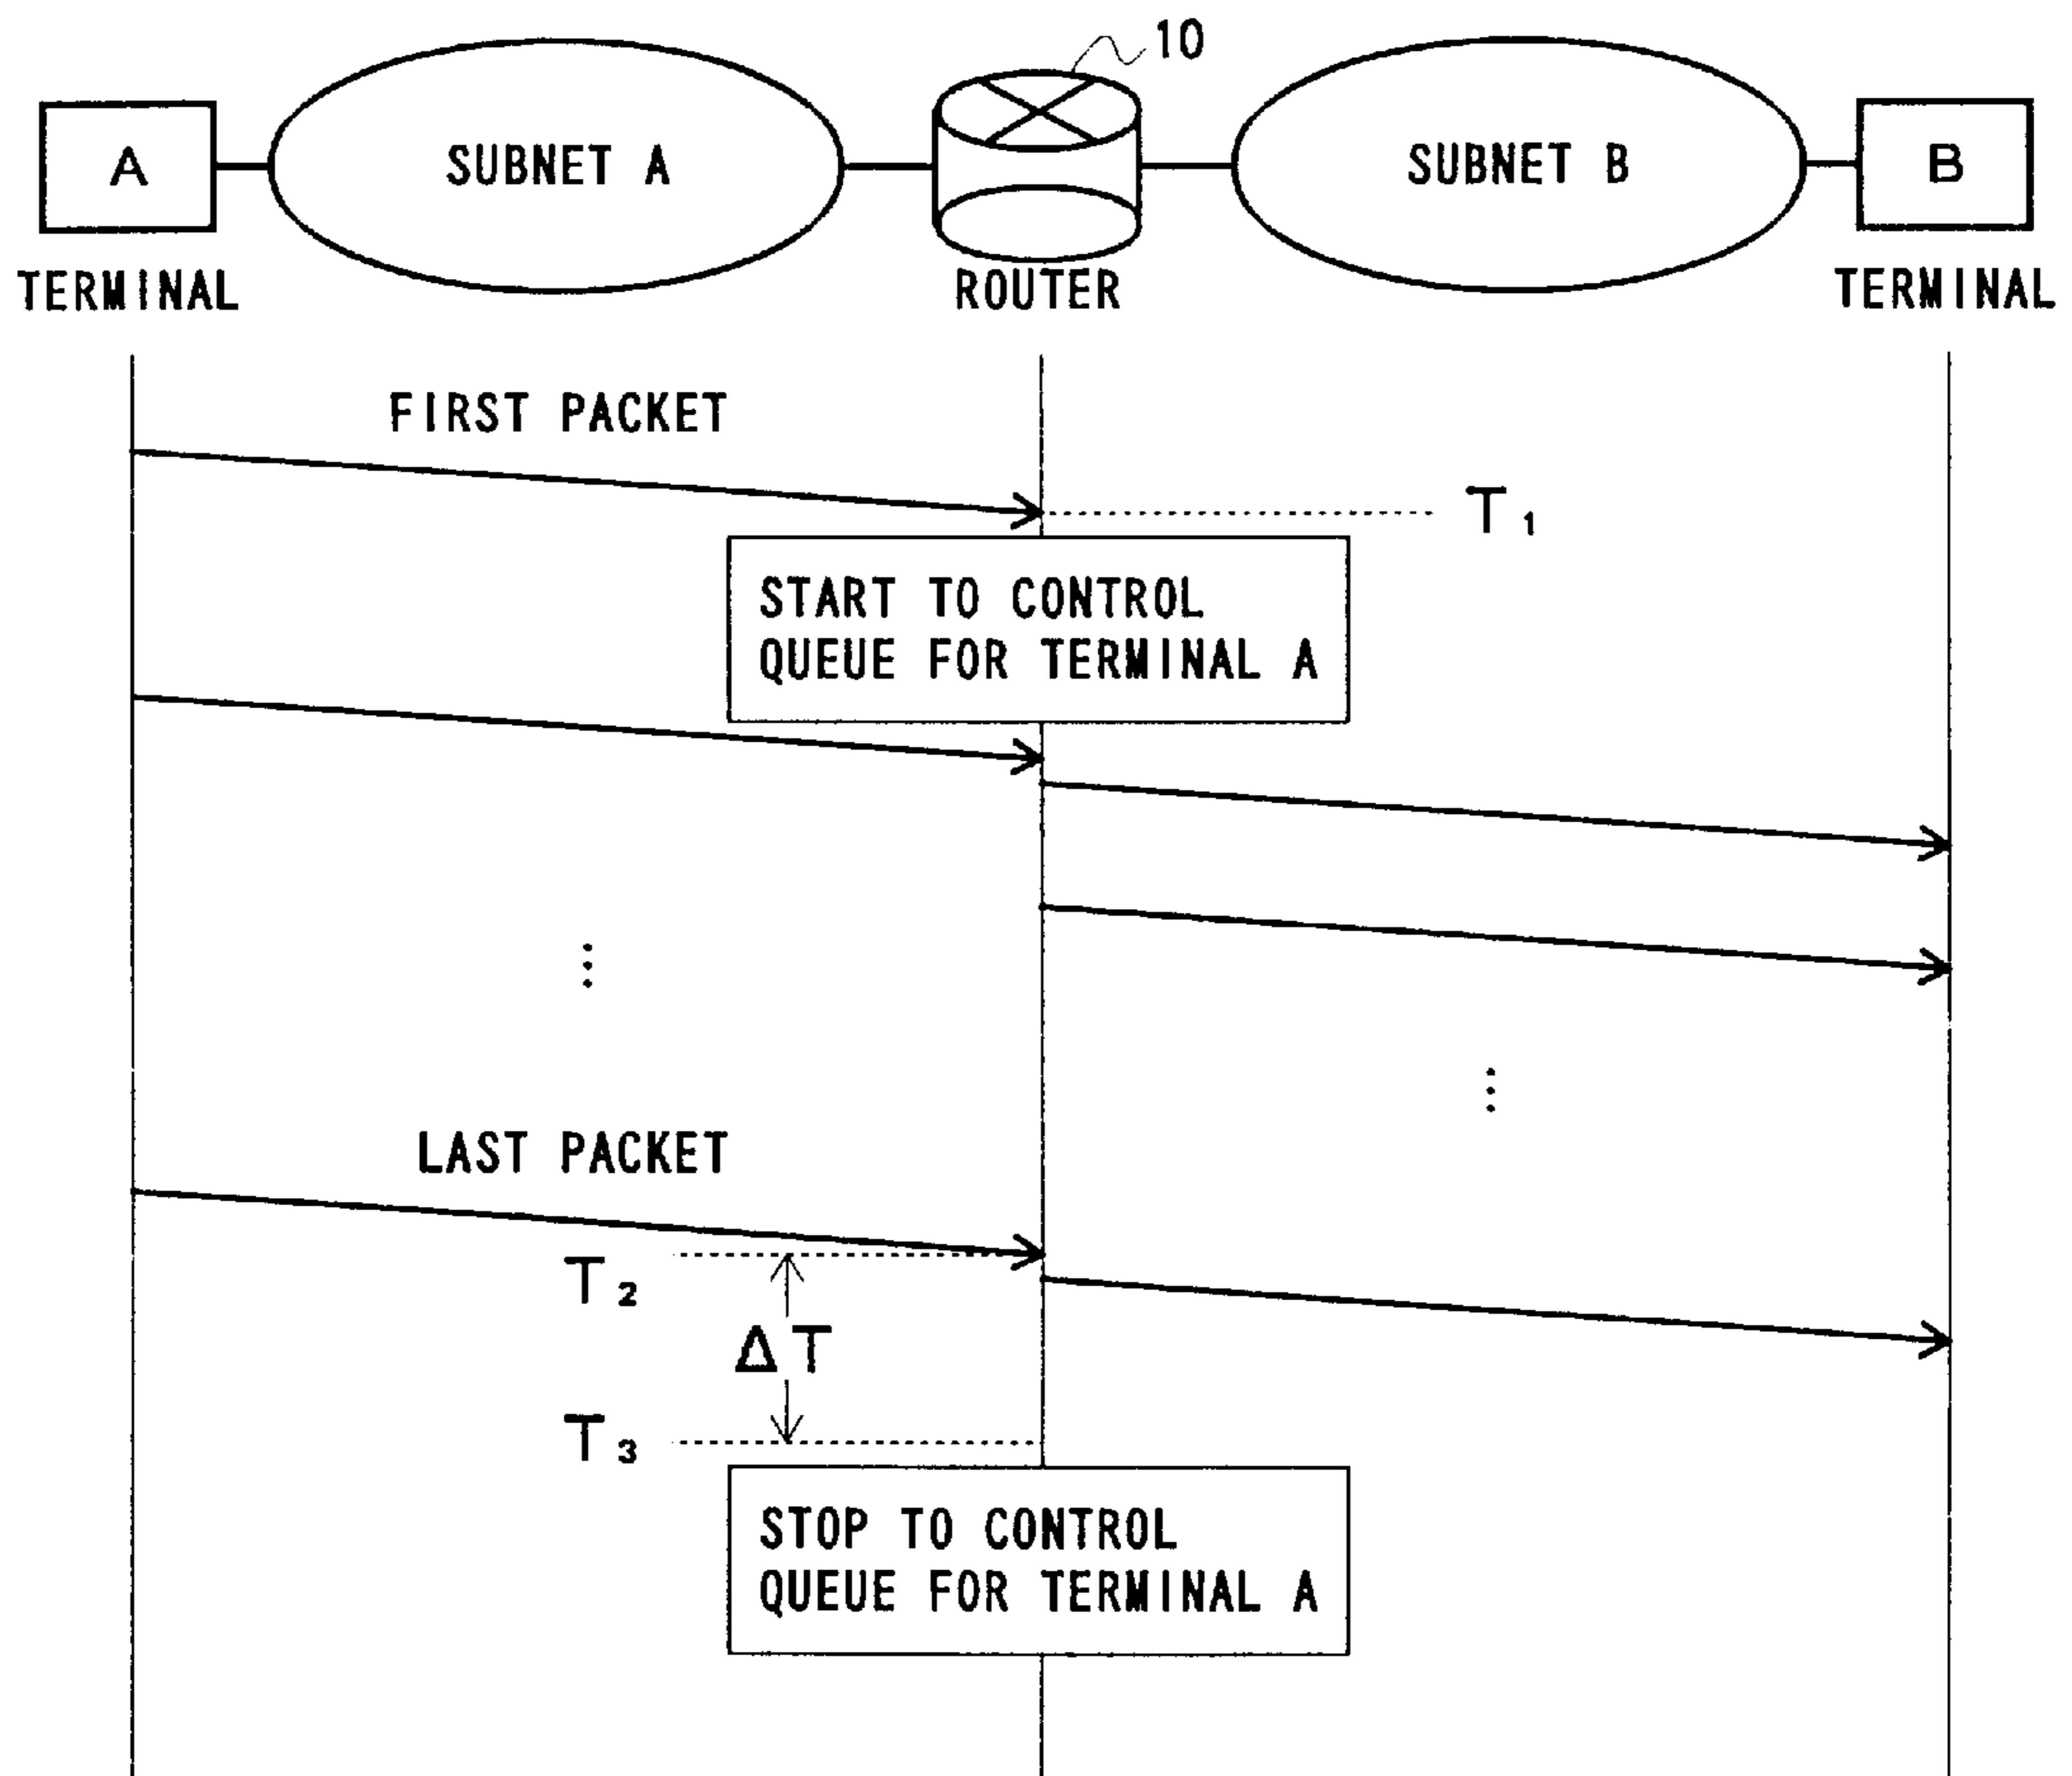 10
A
SUBNET A
SUBNET B
B
TERMINAL
ROUTER
TERMINAL
FIRST PACKET
T1
START TO CONTROL
QUEUE FOR TERMINAL A
LAST PACKET
T2
ΔT
T3
STOP TO CONTROL
QUEUE FOR TERMINAL A